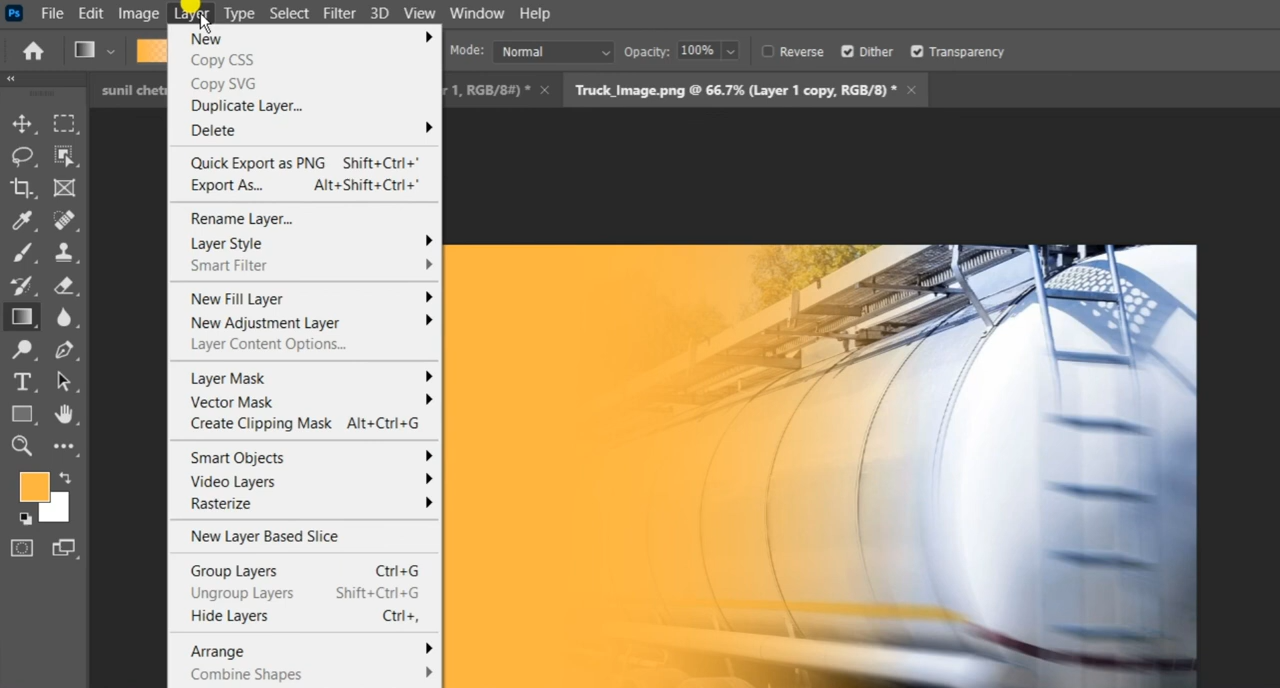 Ps File Edit Image Layer Type Select Filter 3D View Window Help
Mode: Normal Opacity: 100% Reverse Dither Transparency
sunil chetr r 1, RGB/8#) * × Truck_Image.png @ 66.7% (Layer 1 copy, RGB/8) * ×
New
Copy CSS
Copy SVG
Duplicate Layer...
Delete
Quick Export as PNG Shift+Ctrl+'
Export As... Alt+Shift+Ctrl+'
Rename Layer...
Layer Style
Smart Filter
New Fill Layer
New Adjustment Layer
Layer Content Options...
Layer Mask
Vector Mask
Create Clipping Mask Alt+Ctrl+G
Smart Objects
Video Layers
Rasterize
New Layer Based Slice
Group Layers Ctrl+G
Ungroup Layers Shift+Ctrl+G
Hide Layers Ctrl+,
Arrange
Combine Shapes